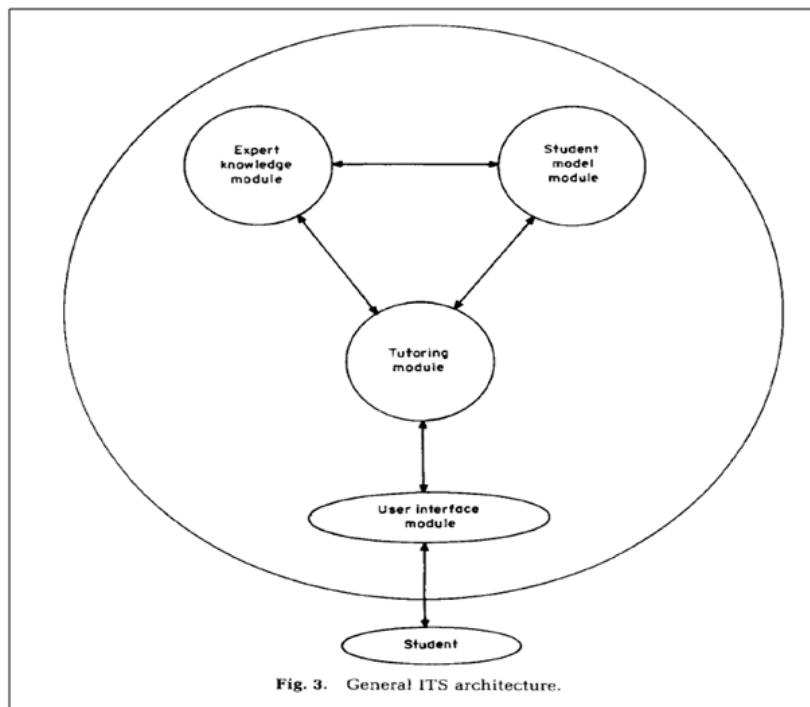 Expert
knowledge
module
Student
model
module
Tutoring
module
User interface
module
Student
Fig. 3. General ITS architecture.